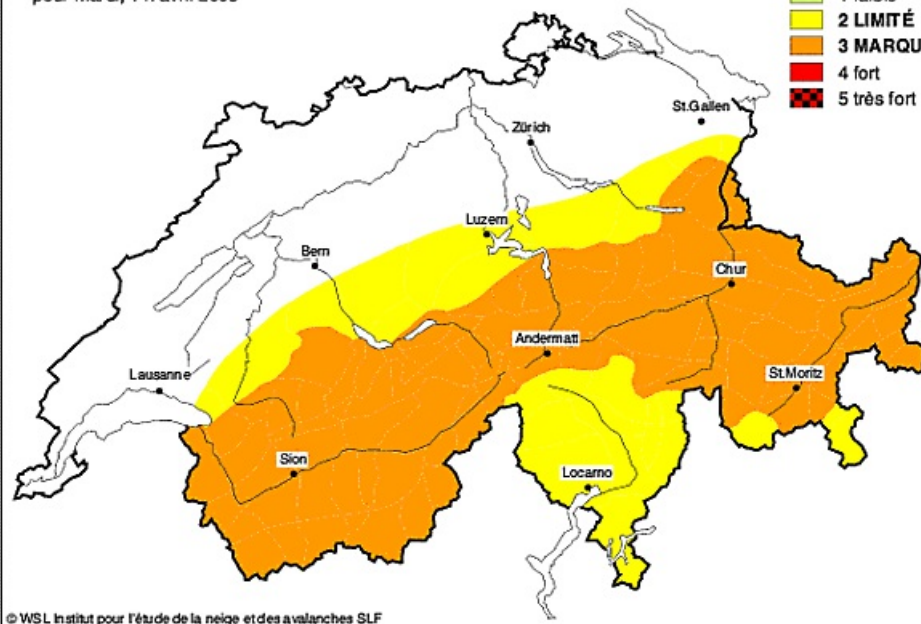 2 LIMITÉ
3 MARQU
4 fort
5 très fort
St.Gallen
Zürich
Luzern
Bern
Chur
Andermatt
Lausanne
St.Moritz
Sion
Locarno
© WSL Institut pour l'étude de la neige et des avalanches SLF